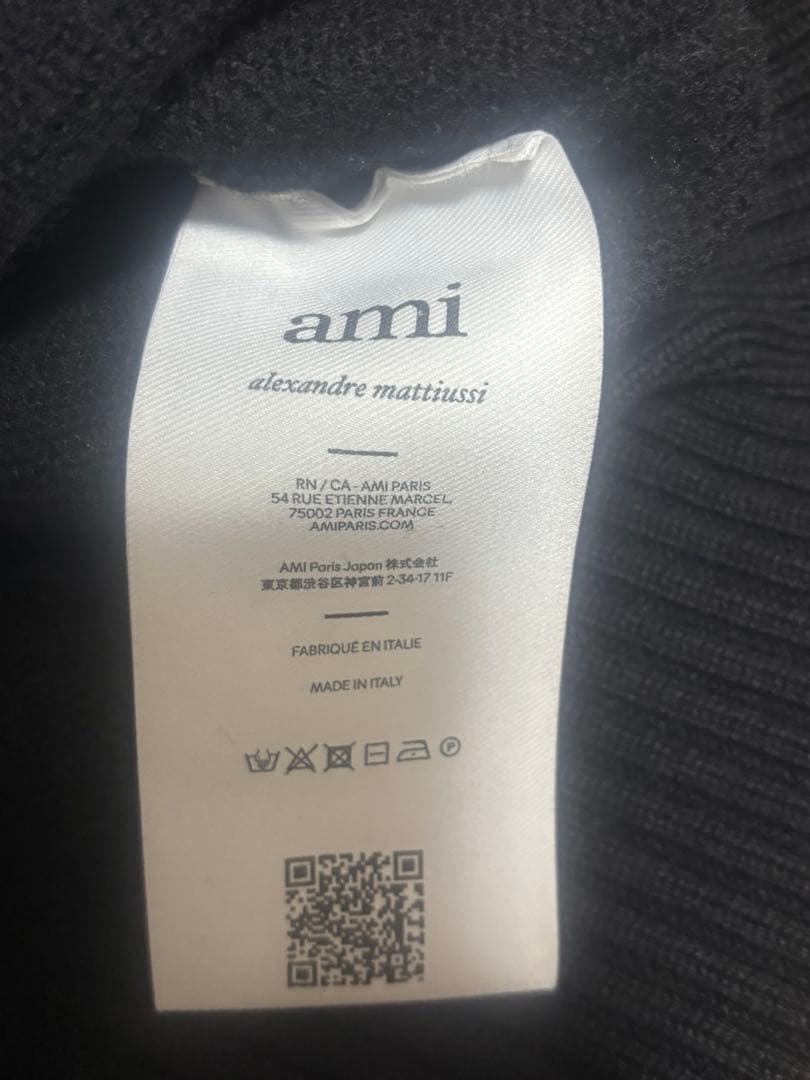 ami
alexandre mattiussi
RN / CA - AMI PARIS
54 RUE ETIENNE MARCEL,
75002 PARIS FRANCE
AMIPARIS.COM
AMI Paris Japan 株式会社
東京都渋谷区神宮前 2-34-17 11F
FABRIQUÉ EN ITALIE
MADE IN ITALY
P